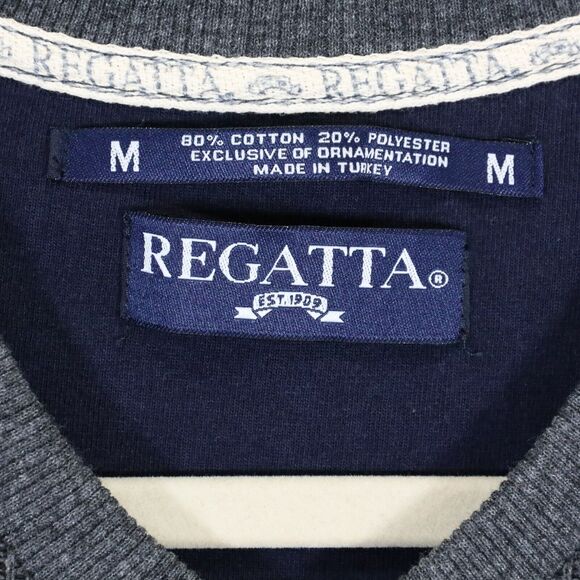 REGATTA. REGATTA.
M 80% COTTON 20% POLYESTER M
EXCLUSIVE OF ORNAMENTATION
MADE IN TURKEY
REGATTA®
EST. 1909